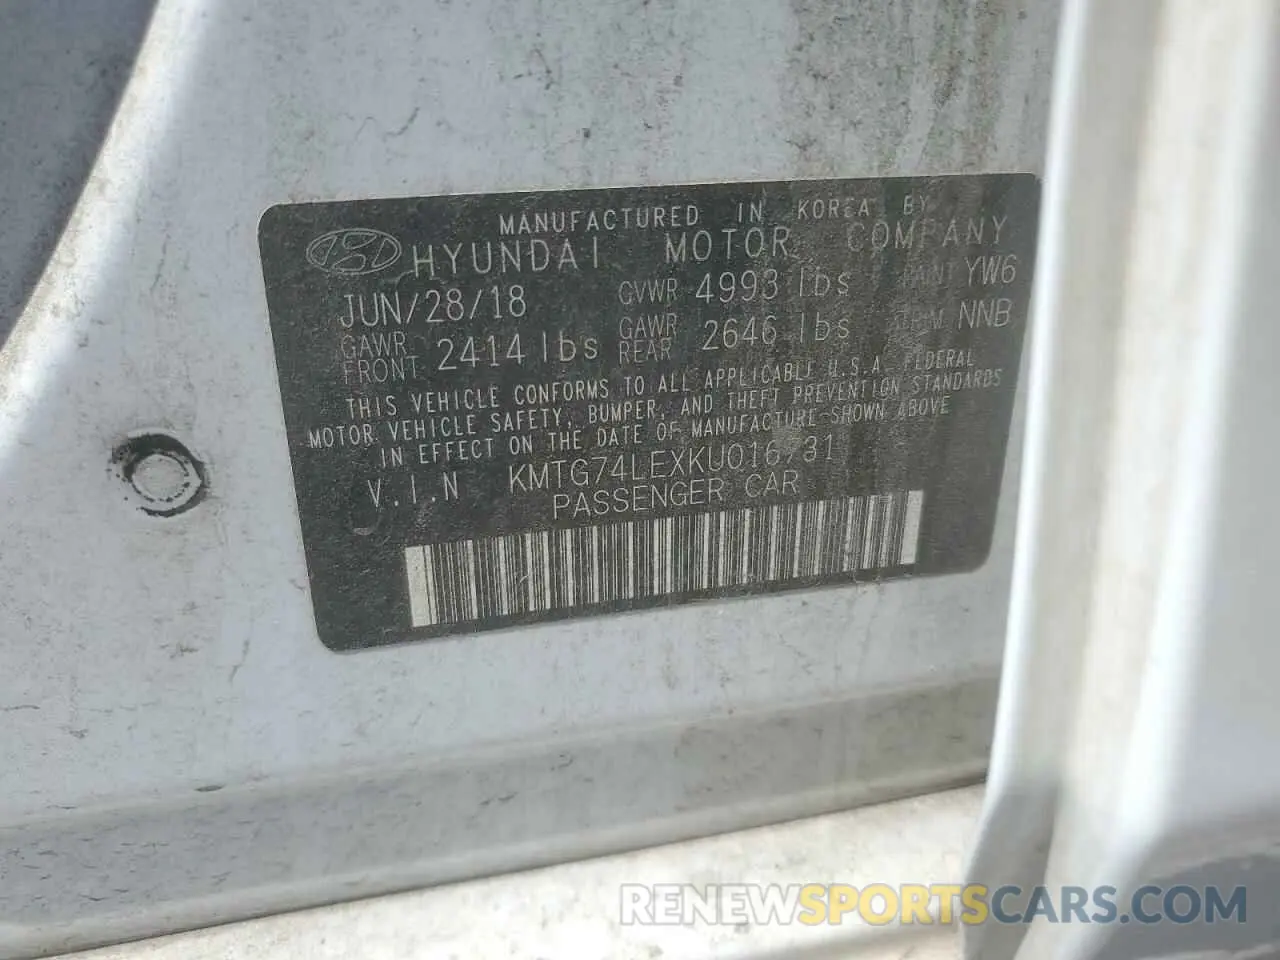 MANUFACTURED IN KOREA BY
HYUNDAI MOTOR COMPANY
JUN/28/18 GVWR 4993 lbs PAINT YW6
GAWR FRONT 2414 lbs GAWR REAR 2646 lbs TRIM NNB
THIS VEHICLE CONFORMS TO ALL APPLICABLE U.S.A. FEDERAL
MOTOR VEHICLE SAFETY, BUMPER, AND THEFT PREVENTION STANDARDS
IN EFFECT ON THE DATE OF MANUFACTURE SHOWN ABOVE
V.I.N
PASSENGER CAR
RENEWSPORTSCARS.COM